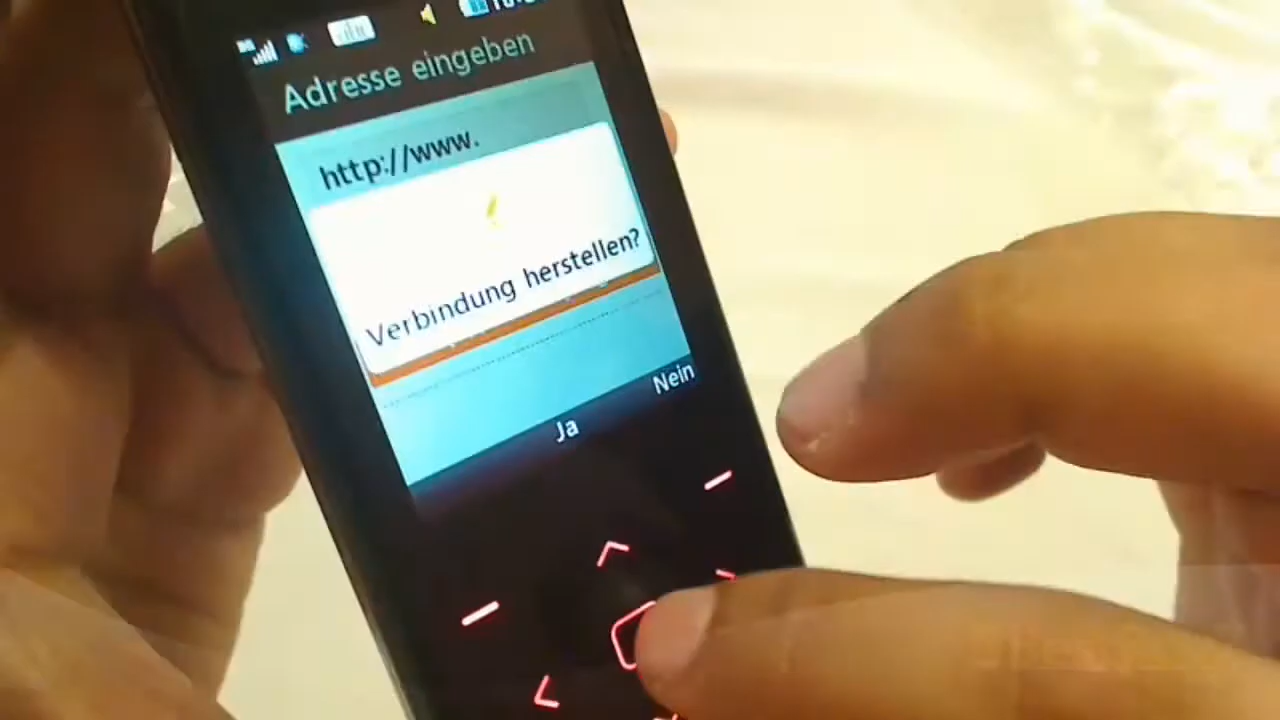 Adresse eingeben
http://www.
Verbindung herstellen?
Nein
Ja